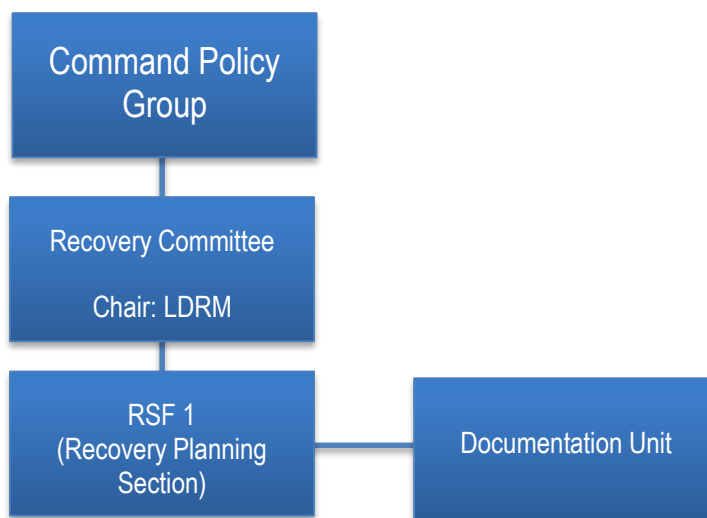 Command Policy
Group
Recovery Committee
Chair: LDRM
RSF 1
(Recovery Planning
Section)
Documentation Unit